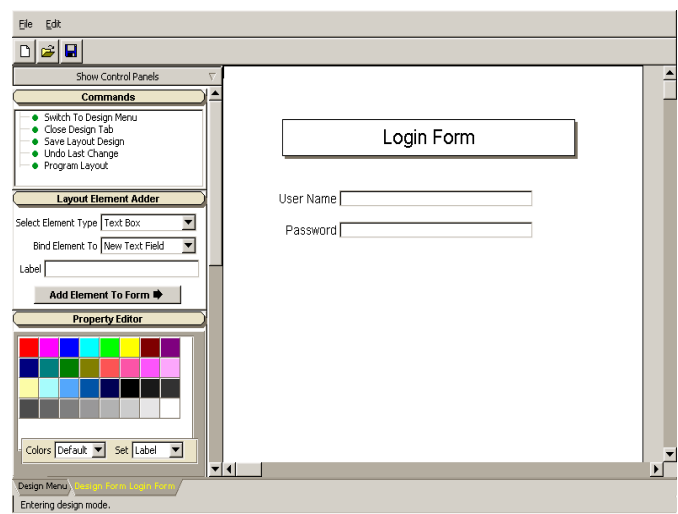 File Edit
Show Control Panels
Commands
Switch To Design Menu
Close Design Tab
Save Layout Design
Undo Last Change
Program Layout
Layout Element Adder
Select Element Type Text Box
Bind Element To New Text Field
Label
Add Element To Form
Property Editor
Colors Default Set Label
Login Form
User Name
Password
Design Menu Design Form Login Form
Entering design mode.